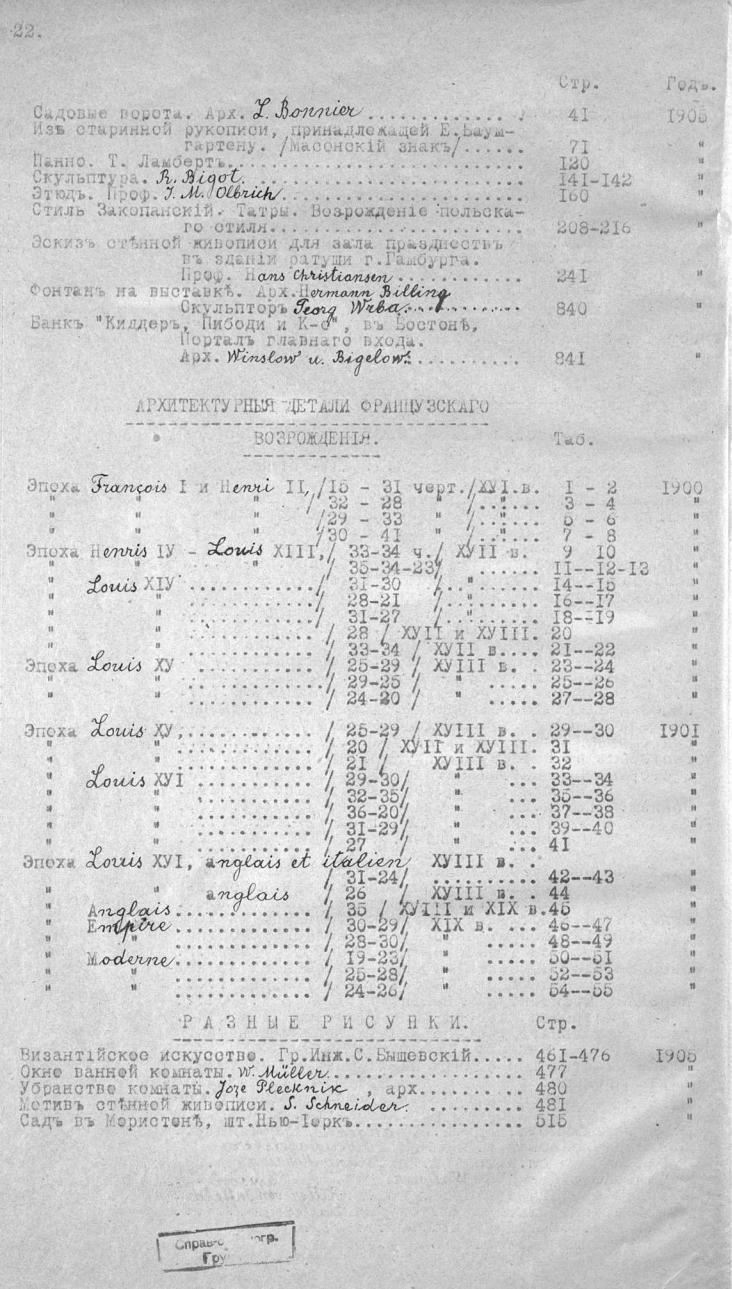 22.
Стр. Годъ.
Садовые ворота. Арх. L. Bonnier ............ 41 1905
Изъ старинной рукописи, принадлежащей Е.Баум-
гартену. /Масонскій знакъ/...... 71 "
Панно. Т. Ламбертъ........................ 120 "
Скульптура. R. Bigot. ..................... 141-142 "
Этюдъ. Проф. J. M. Olbrich................. 160 "
Стиль Закопанскій. Татры. Возрожденіе польска-
го стиля......................... 208-216 "
Эскизъ стѣнной живописи для зала празднествъ
въ зданіи ратуши г.Гамбурга.
Проф. Hans Christiansen............ 241 "
Фонтанъ на выставкѣ. Арх. Hermann Billing
Скульпторъ Georg Wrba............. 840 "
Банкъ "Киддеръ, Пибоди и К-о", въ Бостонѣ,
Порталъ главнаго входа.
Арх. Winslow u. Bigelow........... 841 "
АРХИТЕКТУРНЫЯ ДЕТАЛИ ФРАНЦУЗСКАГО
ВОЗРОЖДЕНІЯ. Таб.
Эпоха François I и Henri II, /15 - 31 черт./XVI.в. 1 - 2 1900
" " " /32 - 28 " /..".... 3 - 4 "
" " " /29 - 33 " /..".... 5 - 6 "
" " " /30 - 41 " /..".... 7 - 8 "
Эпоха Henris IV - Louis XIII,/ 33-34 ч./ XVII в. 9 10 "
" " " / 35-34-23/ ....... 11--12-13 "
" Louis XIV ............/ 31-30 /..".... 14--15 "
" " ............/ 28-21 /..".... 16--17 "
" " ............/ 31-27 /..".... 18--19 "
" " ............ / 28 / XVII и XVIII. 20 "
" " ............ / 33-34 / XVII в.... 21--22 "
Эпоха Louis XV ............ / 25-29 / XVIII в. . 23--24 "
" " ............ / 29-25 / " ..... 25--26 "
" " ............ / 24-20 / " ..... 27--28 "
Эпоха Louis XV,............ / 25-29 / XVIII в. . 29--30 1901
" " ............ / 20 / XVII и XVIII. 31 "
" " ............ / 21 / XVIII в. . 32 "
" Louis XVI ............ / 29-30/ " ... 33--34 "
" " ............ / 32-35/ " ... 35--36 "
" " ............ / 36-20/ " ... 37--38 "
" " ............ / 31-29/ " ... 39--40 "
" " ............ / 27 / " ... 41 "
Эпоха Louis XVI, anglais et italien XVIII в. .
" / 31-24/ ......... 42--43 "
" " anglais / 26 / XVIII в. . 44 "
" Anglais.............. / 35 / XVIII и XIX в.45 "
" Empire .............. / 30-29/ XIX в. ... 46--47 "
" " .............. / 28-30/ " ..... 48--49 "
" Moderne.............. / 19-23/ " ..... 50--51 "
" " .............. / 25-28/ " ..... 52--53 "
" " .............. / 24-26/ " ..... 54--55 "
РАЗНЫЕ РИСУНКИ. Стр.
Византійское искусство. Гр.Инж.С.Бышевскій..... 461-476 1905
Окно ванной комнаты. W. Müller................. 477 "
Убранство комнаты. Joze Plecknik , арх......... 480 "
Мотивъ стѣнной живописи. S. Schneider. ......... 481 "
Садъ въ Мористонѣ, шт.Нью-Іоркъ................ 515 "